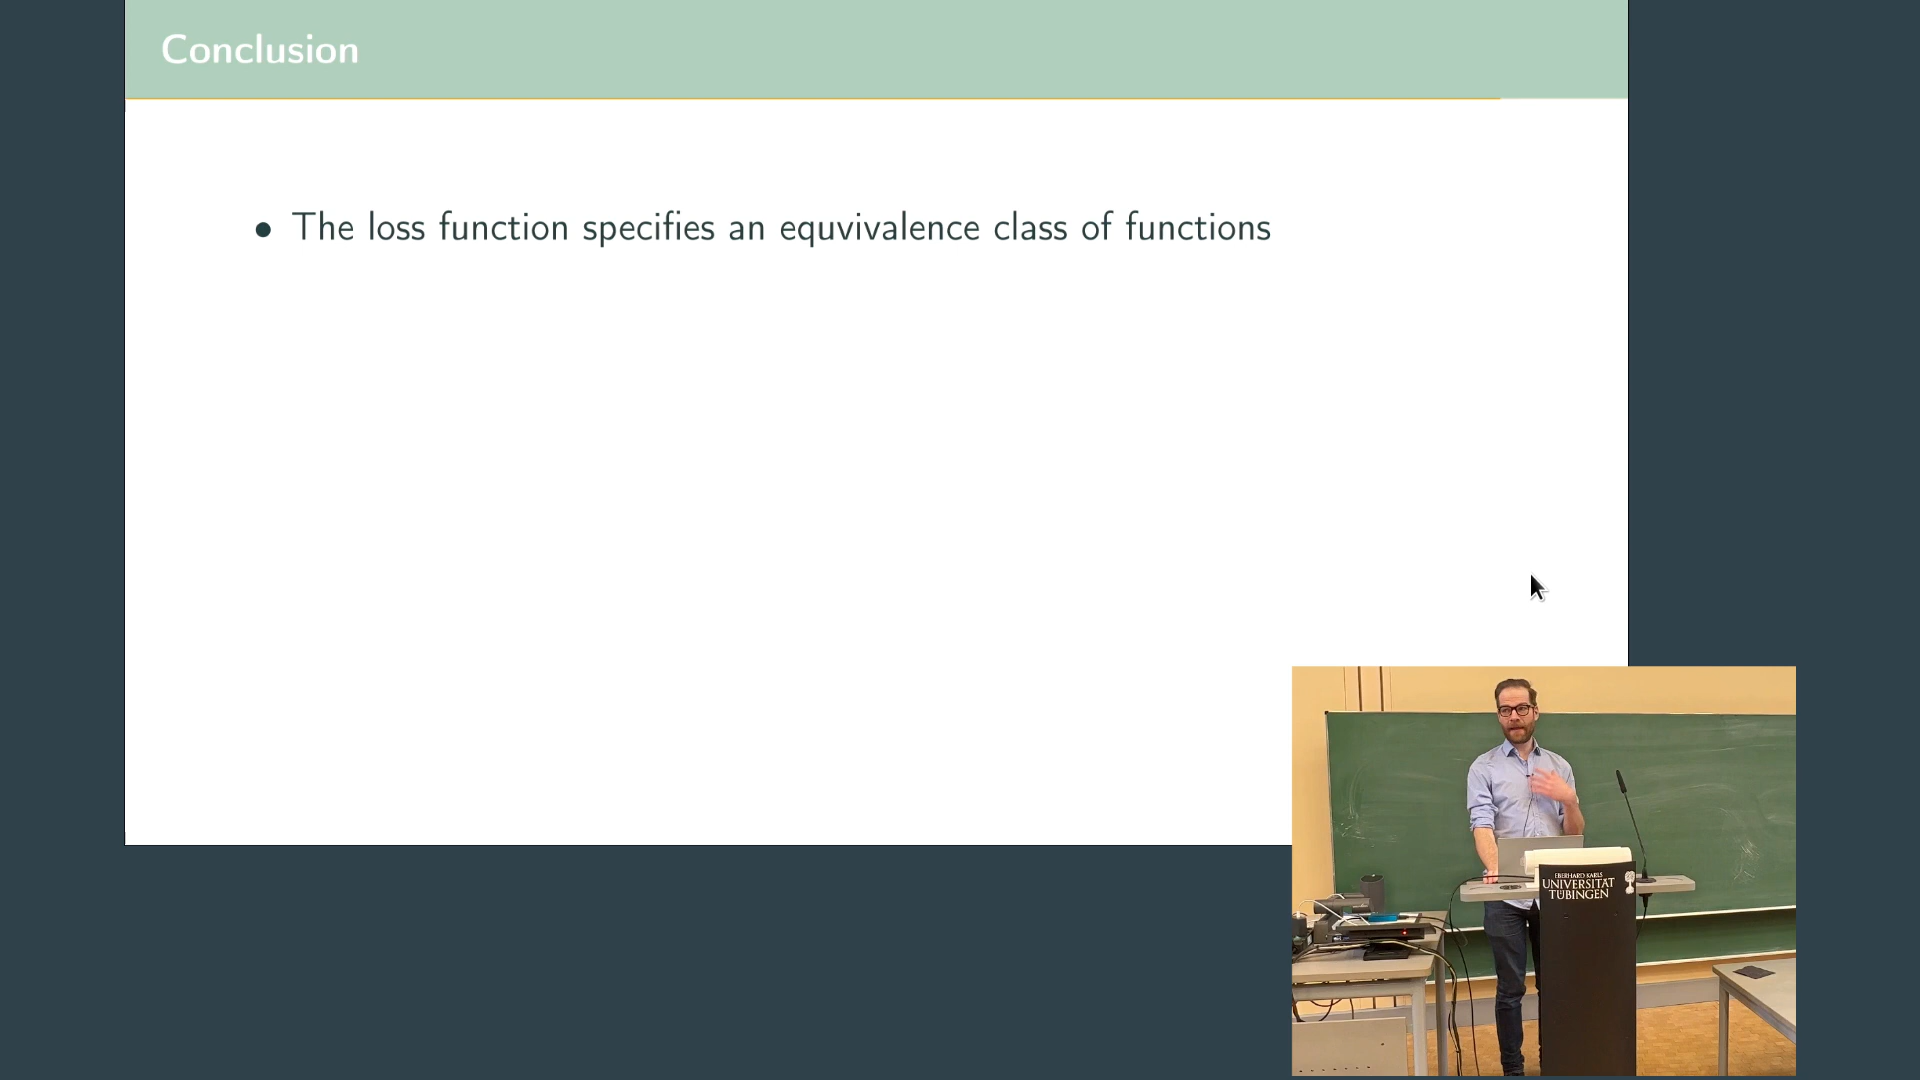 Conclusion
• The loss function specifies an equvivalence class of functions
EBERHARD KARLS
UNIVERSITÄT
TÜBINGEN